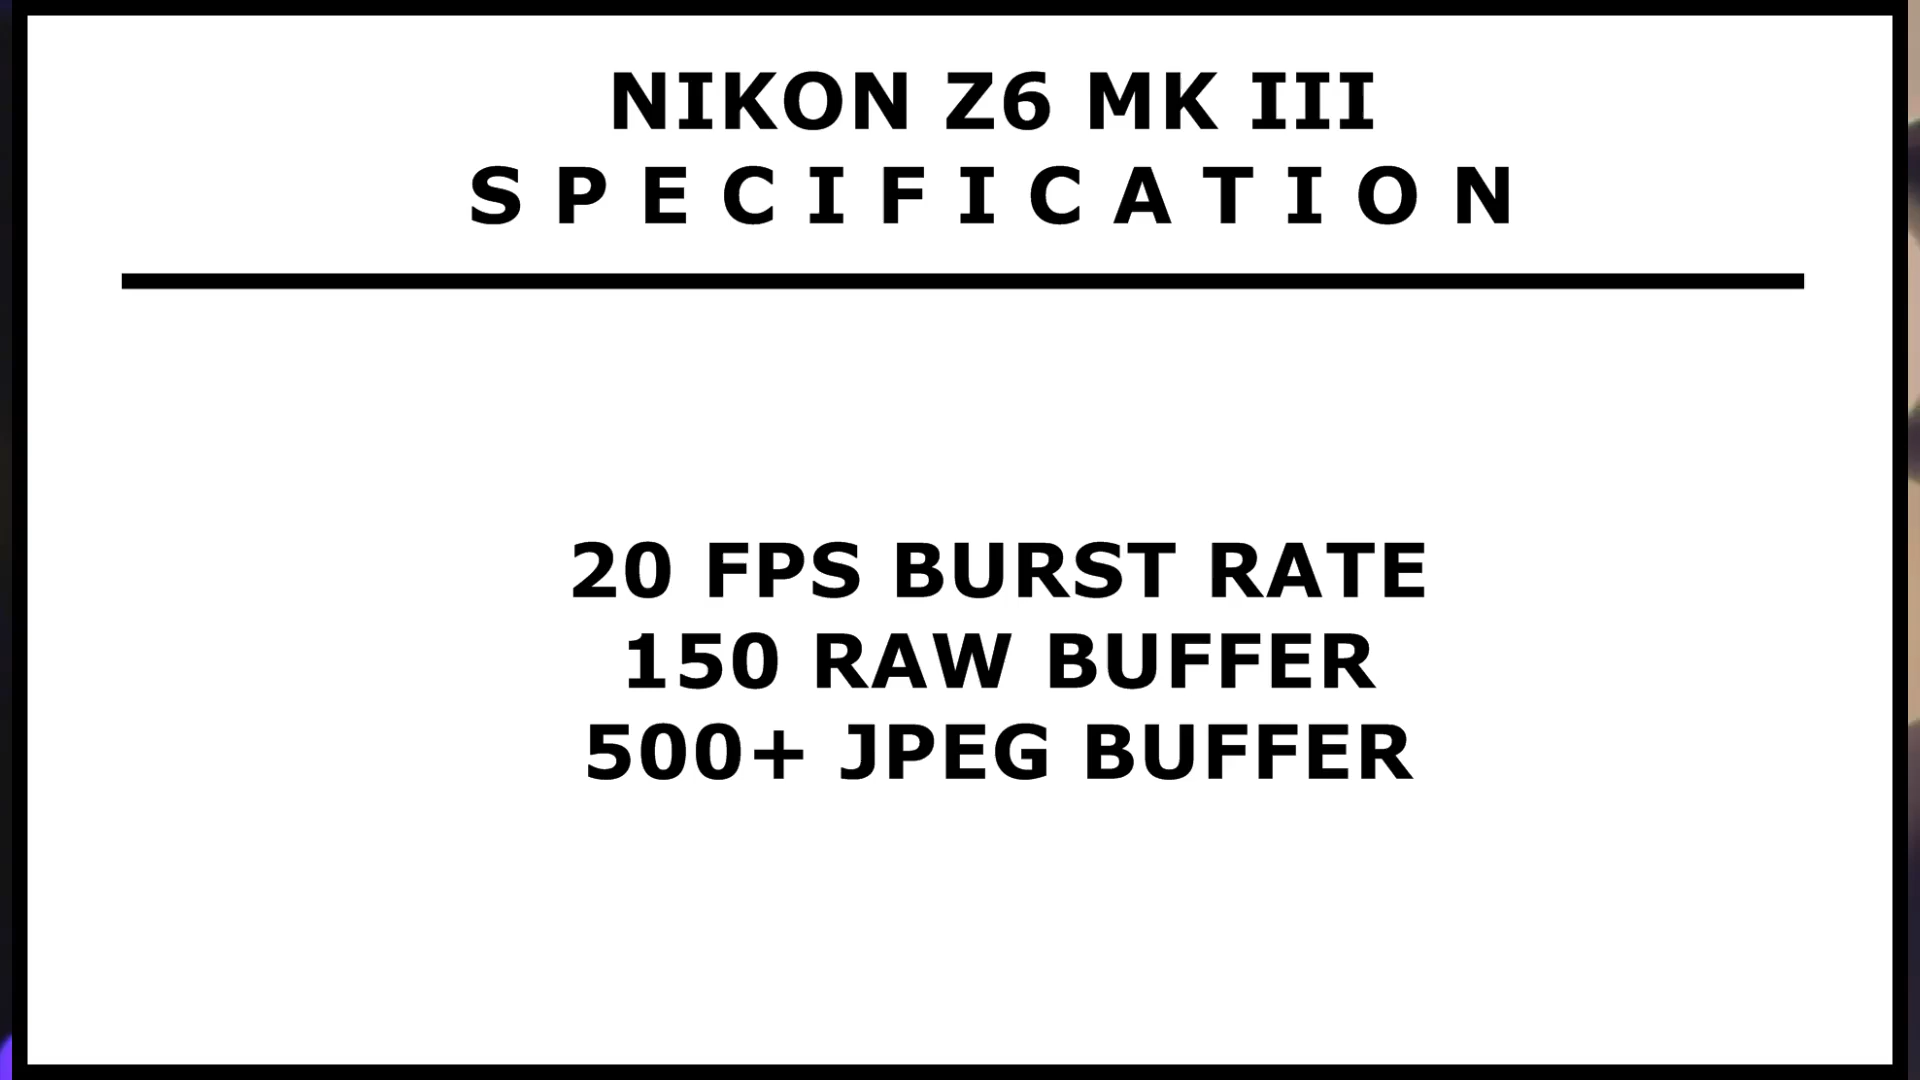 NIKON Z6 MK III
S P E C I F I C A T I O N
20 FPS BURST RATE
150 RAW BUFFER
500+ JPEG BUFFER